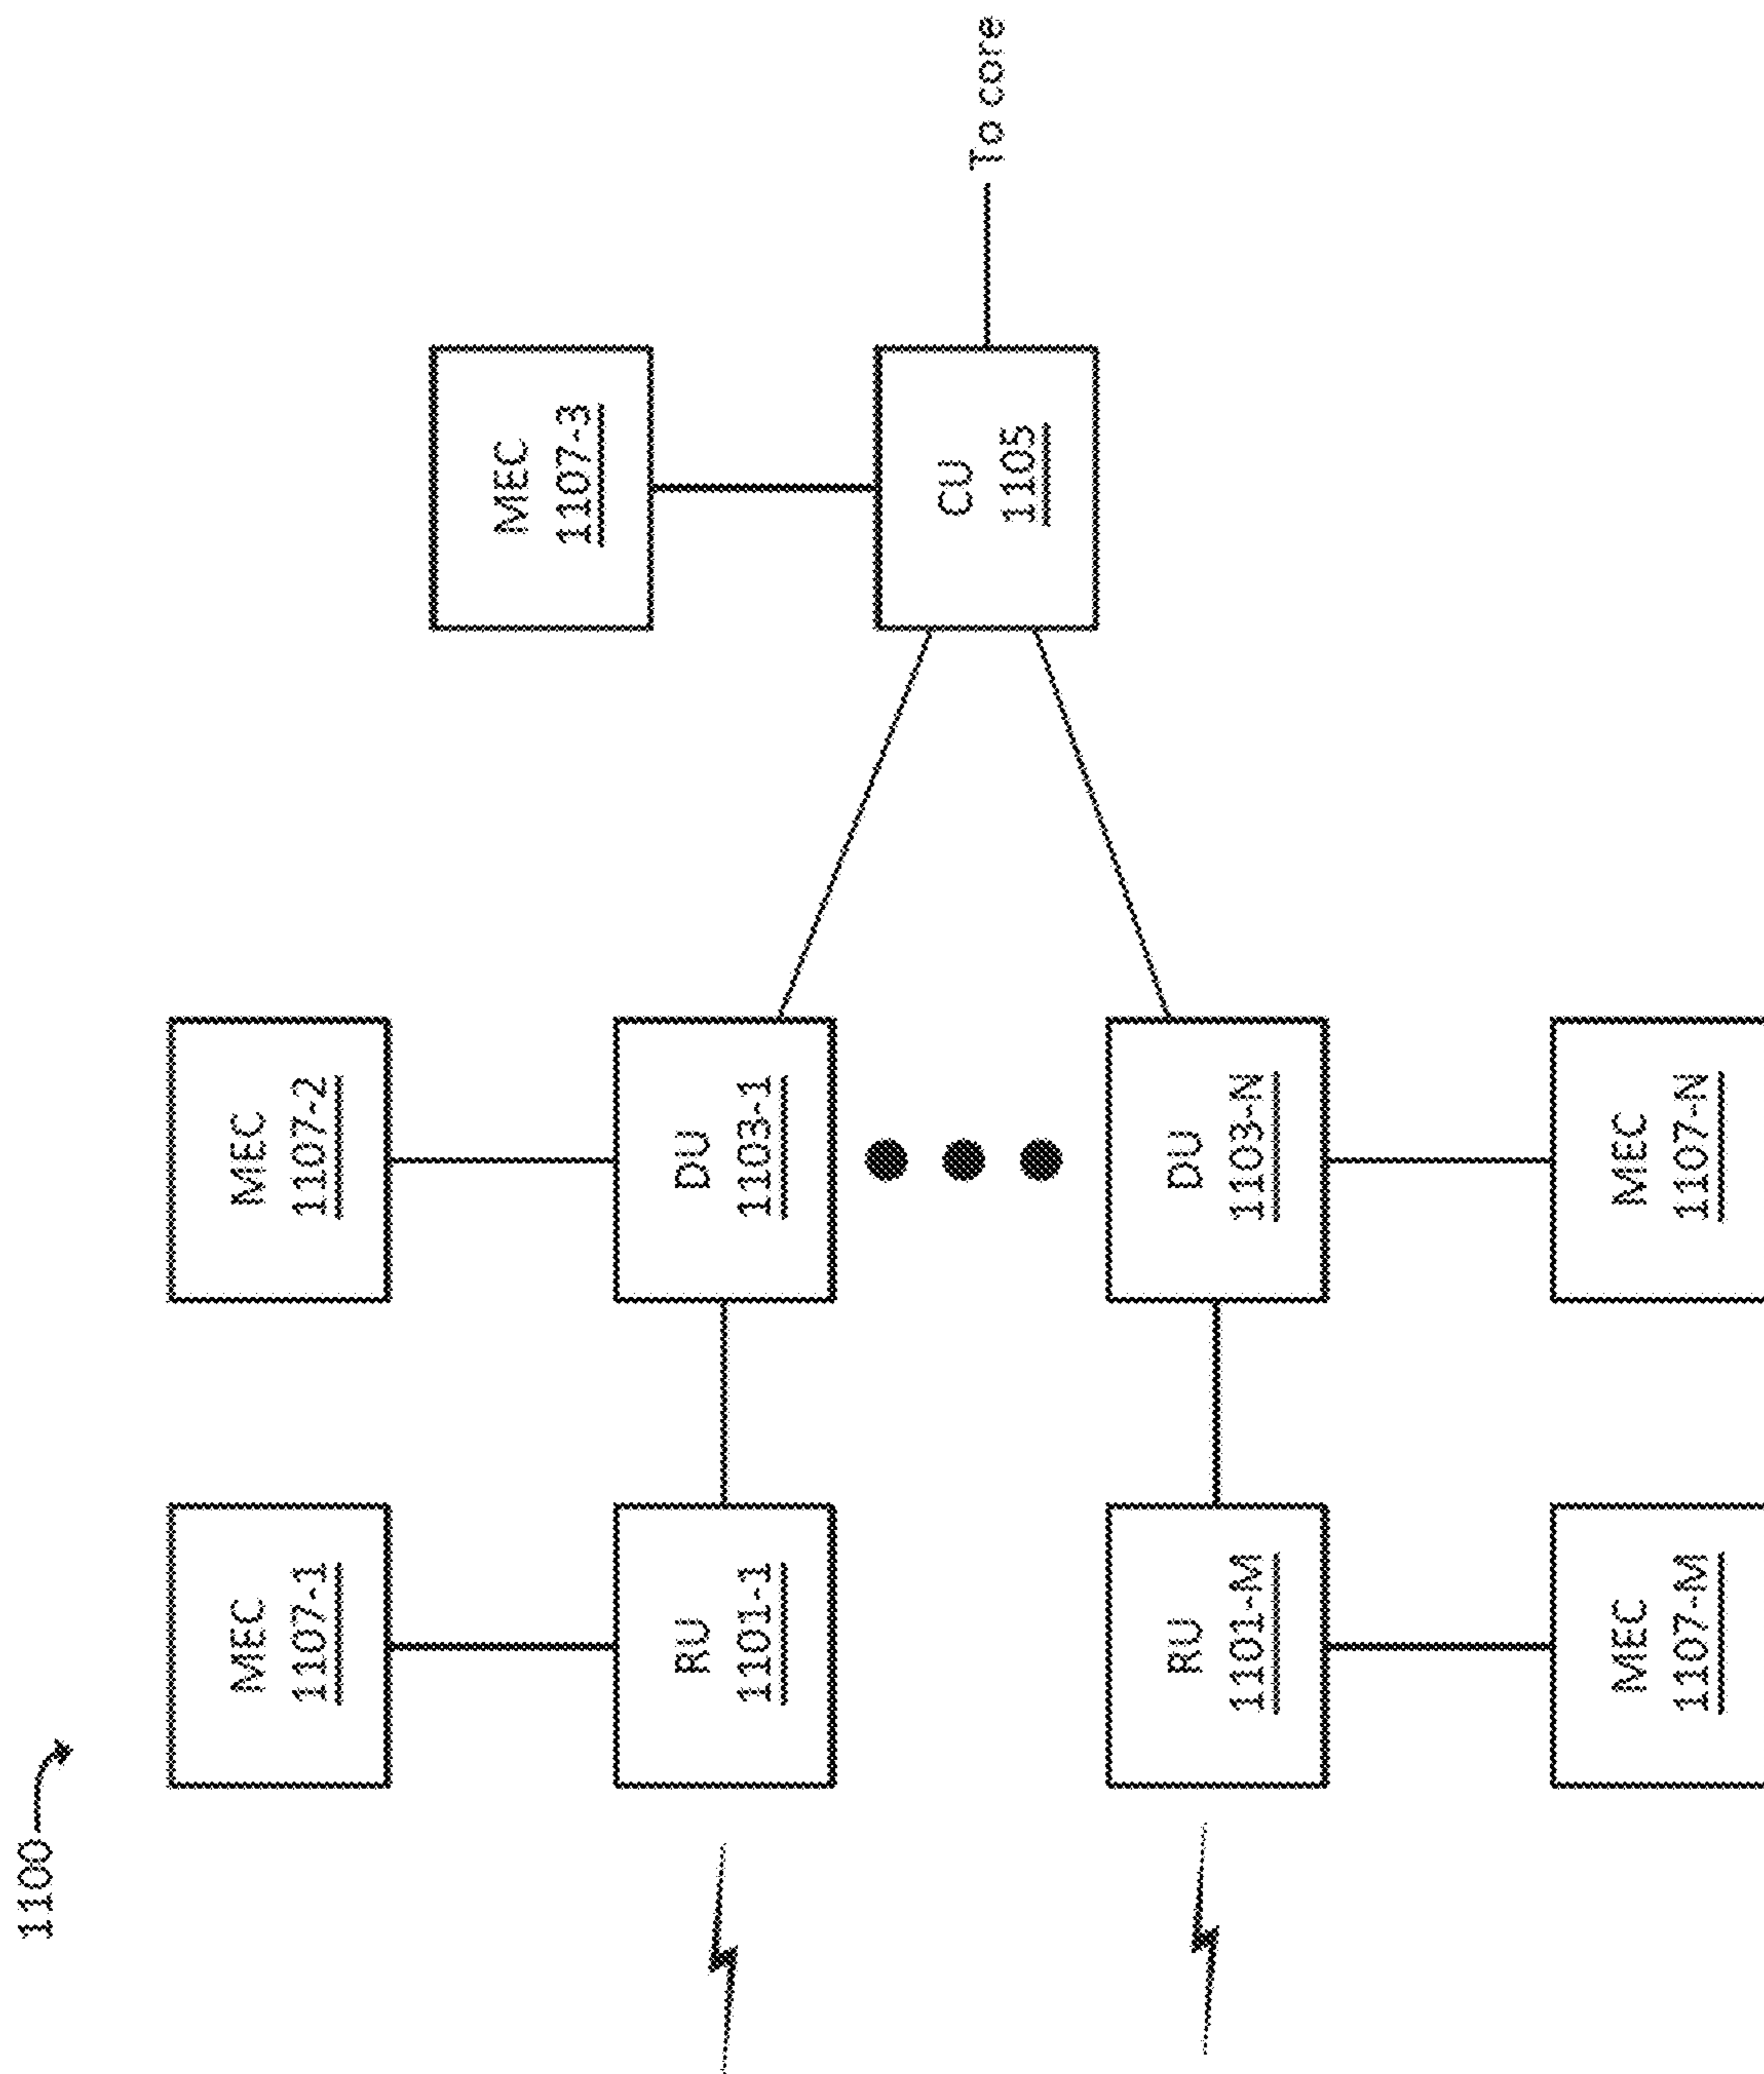 1100
MEC
1107-1
MEC
1107-2
MEC
1107-3
RU
1101-1
DU
1103-1
CU
1105
To core
RU
1101-M
DU
1103-N
MEC
1107-M
MEC
1107-N